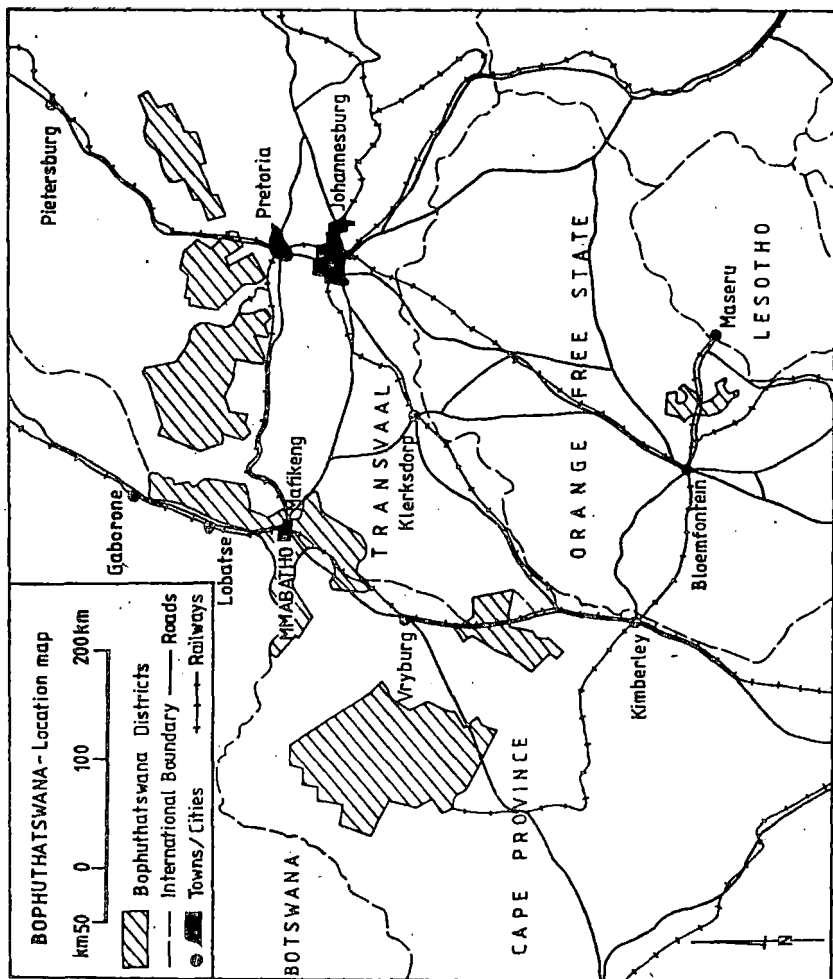 BOPHUTHATSWANA - Location map
km50 0 100 200km
Bophuthatswana Districts
International Boundary
Roads
Towns/Cities
Railways
Pietersburg
Gaborone
Lobatse
Pretoria
MMABATHO
Mafikeng
Johannesburg
BOTSWANA
TRANSVAAL
Vryburg
Klerksdorp
CAPE PROVINCE
ORANGE FREE STATE
Kimberley
Bloemfontein
Maseru
LESOTHO
N